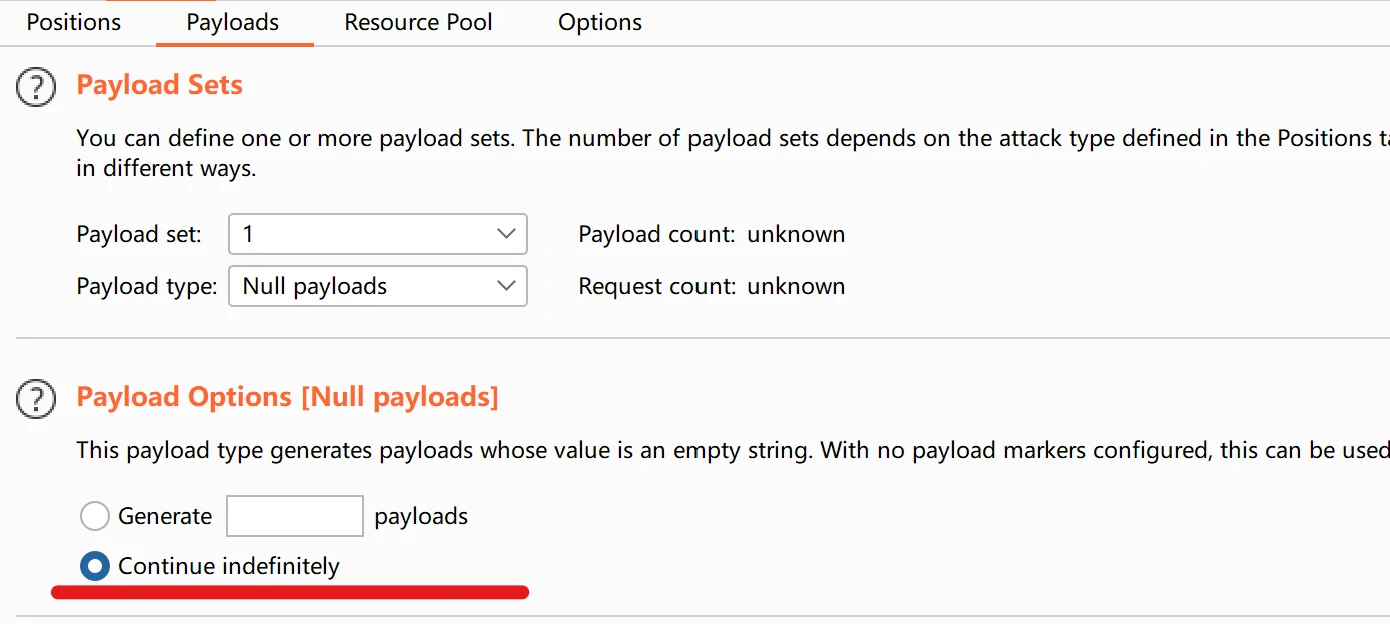 Positions Payloads Resource Pool Options
? Payload Sets
You can define one or more payload sets. The number of payload sets depends on the attack type defined in the Positions
in different ways.
Payload set: 1 Payload count: unknown
Payload type: Null payloads Request count: unknown
? Payload Options [Null payloads]
This payload type generates payloads whose value is an empty string. With no payload markers configured, this can be used
Generate payloads
Continue indefinitely